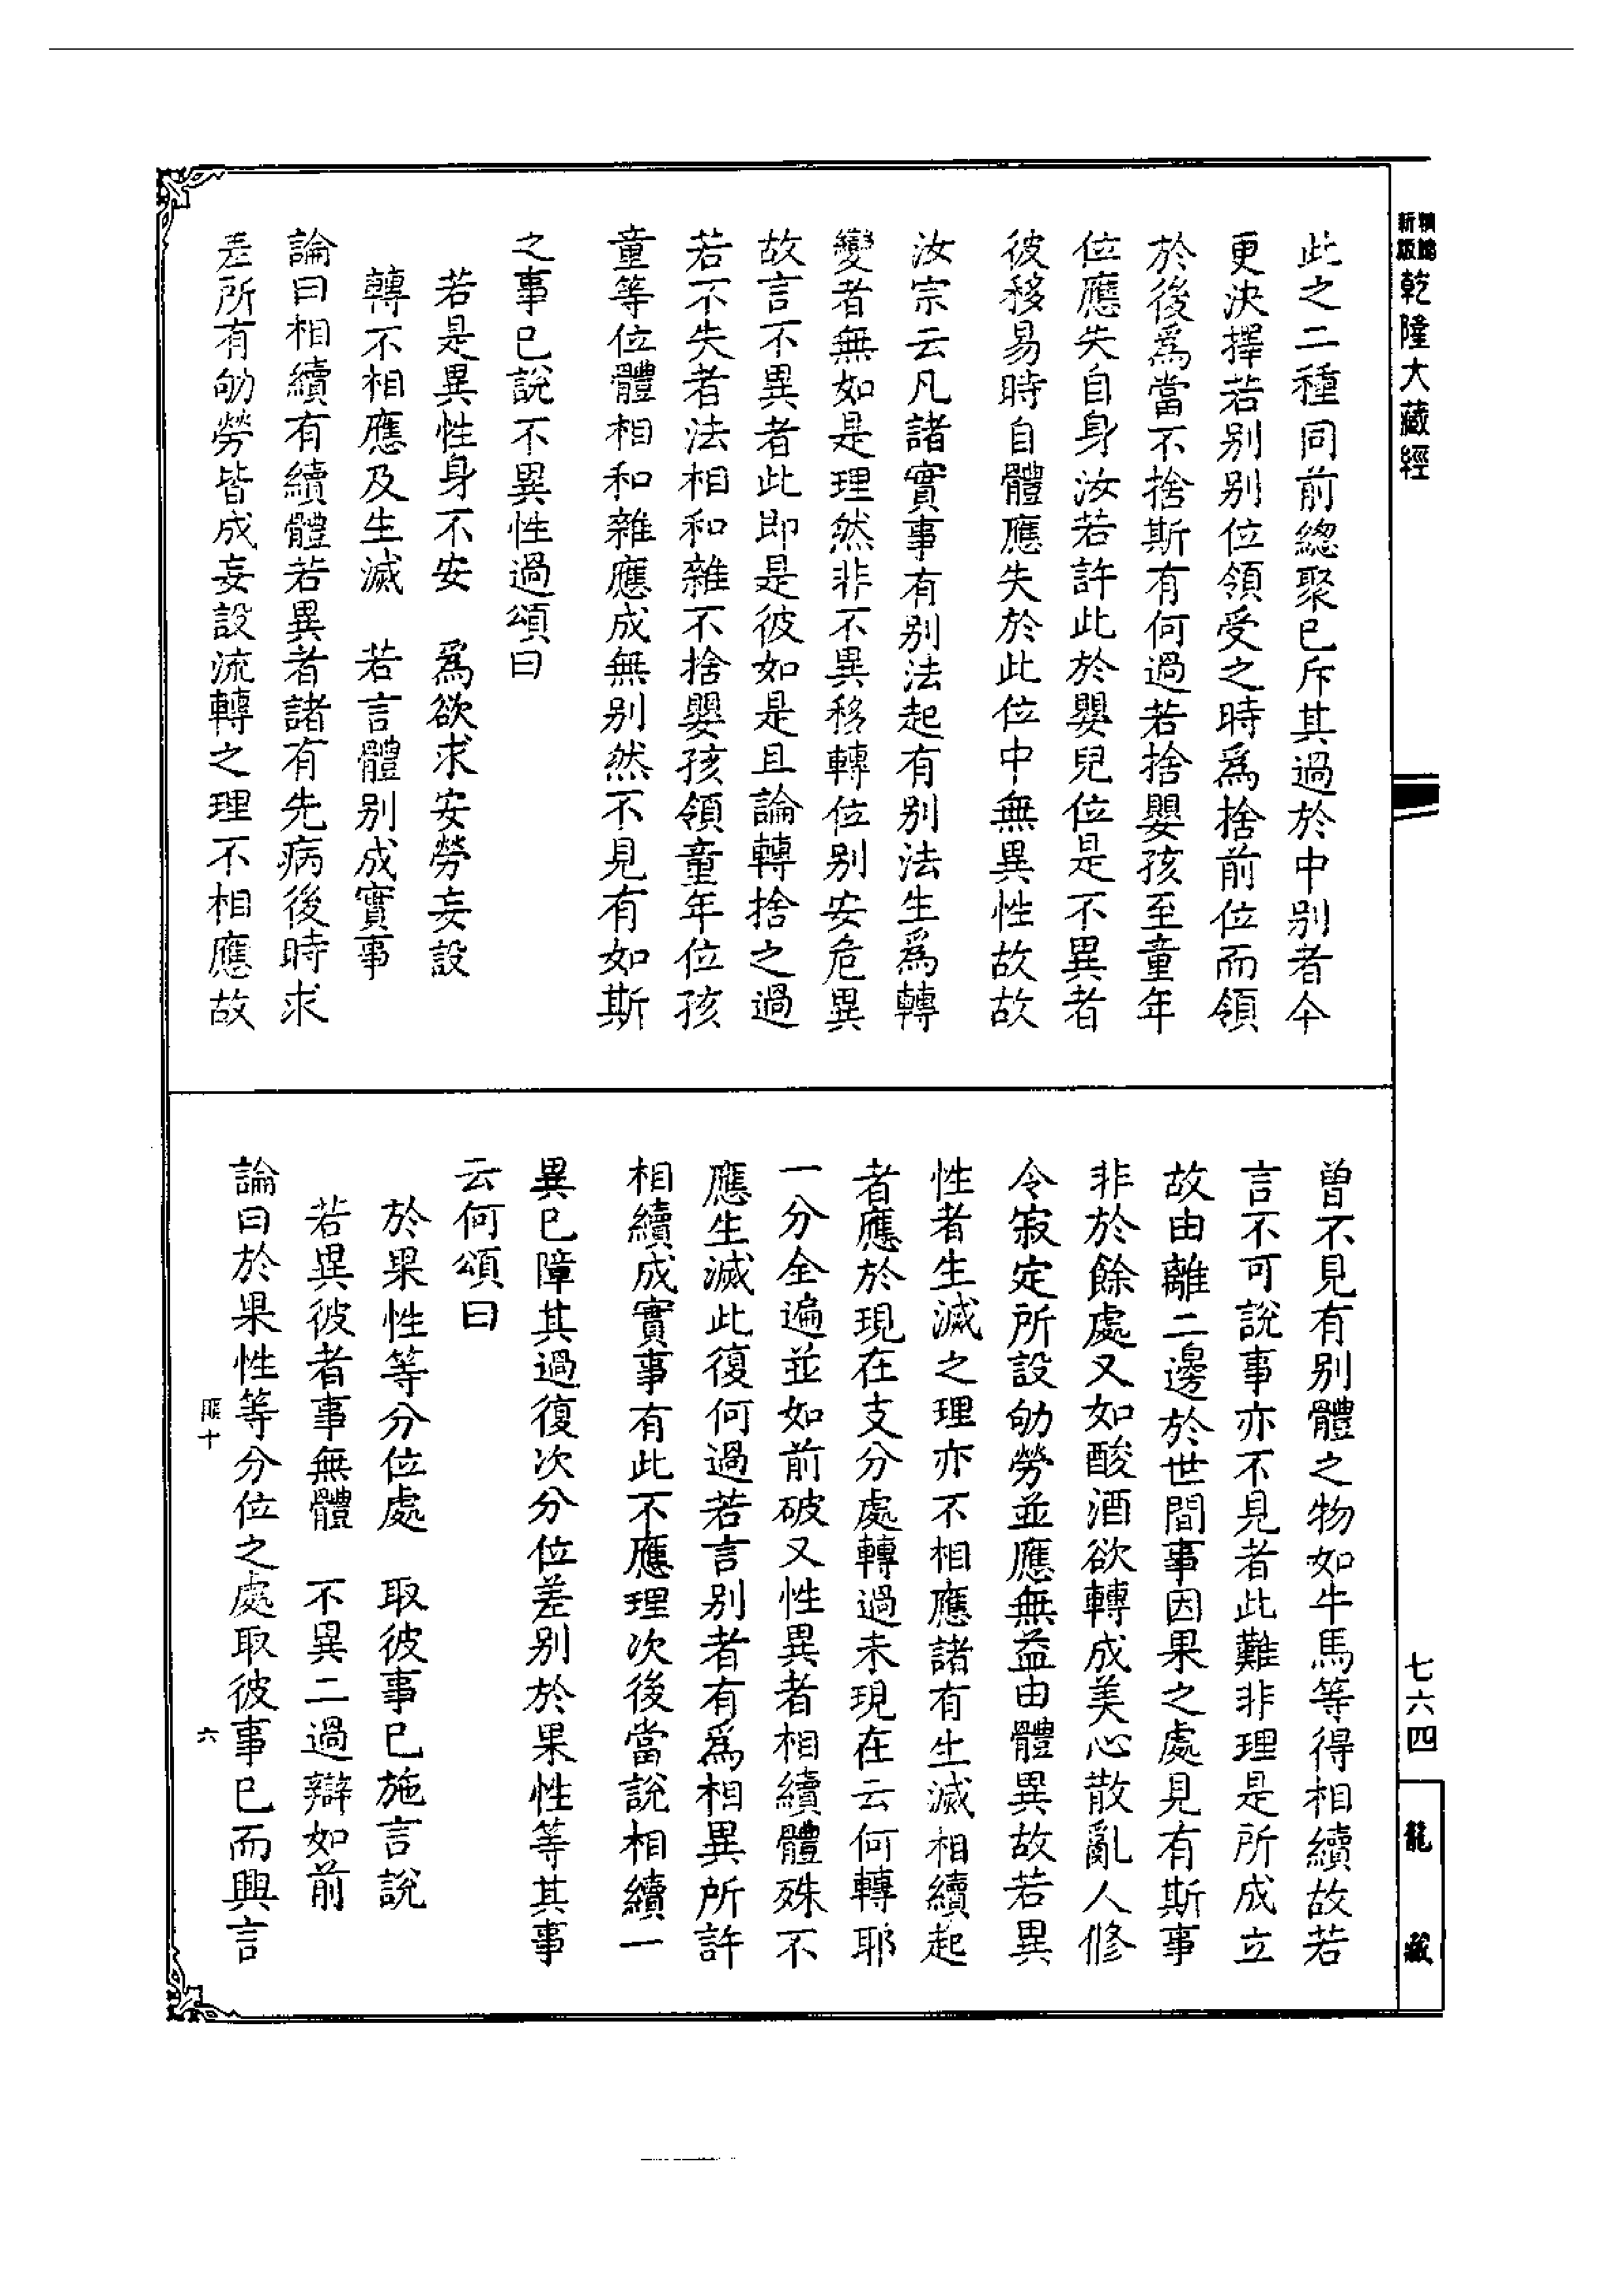 新版
精縮
乾隆大藏經
此之二種同前總聚已斥其過於中别者今
更決擇若别别位領受之時爲捨前位而領
於後爲當不捨斯有何過若捨嬰孩至童年
位應失自身汝若許此於嬰兒位是不異者
彼移易時自體應失於此位中無異性故故
汝宗云凡諸實事有别法起有别法生爲轉
變者無如是理然非不異移轉位别安危異
故言不異者此即是彼如是且論轉捨之過
若不失者法相和雜不捨嬰孩領童年位孩
童等位體相和雜應成無别然不見有如斯
之事已說不異性過頌曰
若是異性身不安　爲欲求安勞妄設
轉不相應及生滅　若言體别成實事
論曰相續有續體若異者諸有先病後時求
差所有劬勞皆成妄設流轉之理不相應故
曾不見有别體之物如牛馬等得相續故若
言不可說事亦不見者此難非理是所成立
故由離二邊於世間事因果之處見有斯事
非於餘處又如酸酒欲轉成美心散亂人修
令寂定所設劬勞並應無益由體異故若異
性者生滅之理亦不相應諸有生滅相續起
者應於現在支分處轉過未現在云何轉耶
一分全遍並如前破又性異者相續體殊不
應生滅此復何過若言别者有爲相異所許
相續成實事有此不應理次後當說相續一
異已障其過復次分位差别於果性等其事
云何頌曰
於果性等分位處　取彼事已施言說
若異彼者事無體　不異二過辯如前
論曰於果性等分位之處取彼事已而興言
十
六
七六四
龍藏